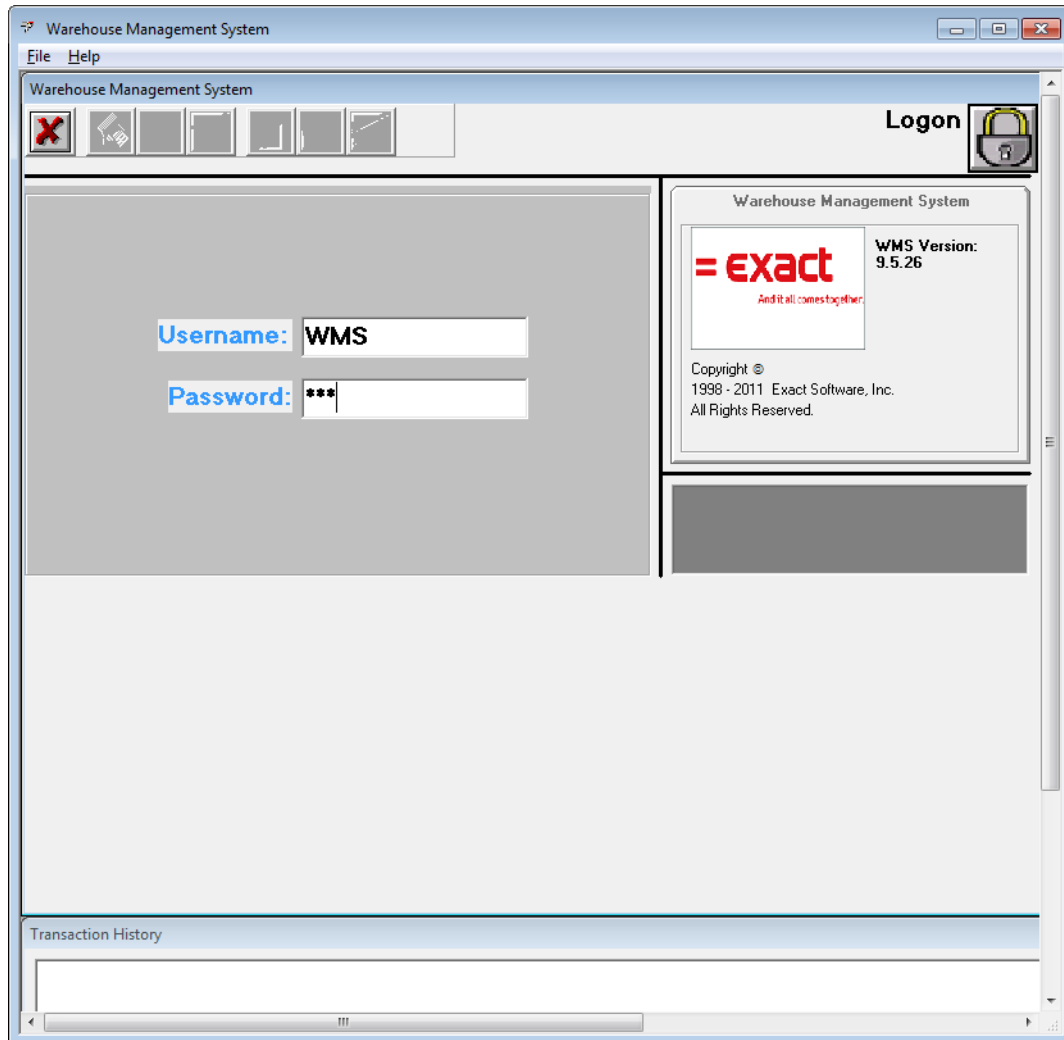 Warehouse Management System
File Help
Warehouse Management System
Logon
Warehouse Management System
= exact
And it all comes together.
WMS Version:
9.5.26
Username: WMS
Password: ***
Copyright ©
1998 - 2011 Exact Software, Inc.
All Rights Reserved.
Transaction History